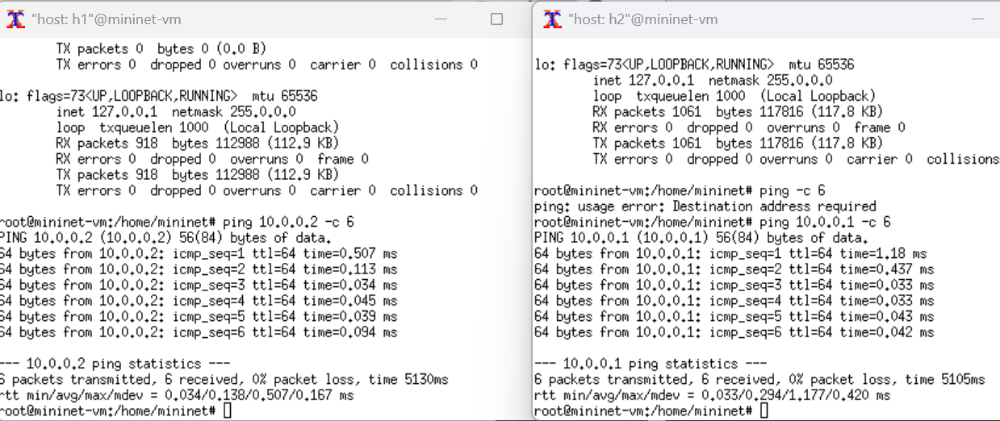 "host: h1"@mininet-vm
TX packets 0  bytes 0 (0.0 B)
TX errors 0  dropped 0 overruns 0  carrier 0  collisions 0
lo: flags=73<UP,LOOPBACK,RUNNING>  mtu 65536
inet 127.0.0.1  netmask 255.0.0.0
loop  txqueuelen 1000  (Local Loopback)
RX packets 918  bytes 112988 (112.9 KB)
RX errors 0  dropped 0  overruns 0  frame 0
TX packets 918  bytes 112988 (112.9 KB)
TX errors 0  dropped 0 overruns 0  carrier 0  collisions 0
root@mininet-vm:/home/mininet# ping 10.0.0.2 -c 6
PING 10.0.0.2 (10.0.0.2) 56(84) bytes of data.
64 bytes from 10.0.0.2: icmp_seq=1 ttl=64 time=0.507 ms
64 bytes from 10.0.0.2: icmp_seq=2 ttl=64 time=0.113 ms
64 bytes from 10.0.0.2: icmp_seq=3 ttl=64 time=0.034 ms
64 bytes from 10.0.0.2: icmp_seq=4 ttl=64 time=0.045 ms
64 bytes from 10.0.0.2: icmp_seq=5 ttl=64 time=0.039 ms
64 bytes from 10.0.0.2: icmp_seq=6 ttl=64 time=0.094 ms
--- 10.0.0.2 ping statistics ---
6 packets transmitted, 6 received, 0% packet loss, time 5130ms
rtt min/avg/max/mdev = 0.034/0.138/0.507/0.167 ms
root@mininet-vm:/home/mininet#
"host: h2"@mininet-vm
lo: flags=73<UP,LOOPBACK,RUNNING>  mtu 65536
inet 127.0.0.1  netmask 255.0.0.0
loop  txqueuelen 1000  (Local Loopback)
RX packets 1061  bytes 117816 (117.8 KB)
RX errors 0  dropped 0  overruns 0  frame 0
TX packets 1061  bytes 117816 (117.8 KB)
TX errors 0  dropped 0 overruns 0  carrier 0  collisions
root@mininet-vm:/home/mininet# ping -c 6
ping: usage error: Destination address required
root@mininet-vm:/home/mininet# ping 10.0.0.1 -c 6
PING 10.0.0.1 (10.0.0.1) 56(84) bytes of data.
64 bytes from 10.0.0.1: icmp_seq=1 ttl=64 time=1.18 ms
64 bytes from 10.0.0.1: icmp_seq=2 ttl=64 time=0.437 ms
64 bytes from 10.0.0.1: icmp_seq=3 ttl=64 time=0.033 ms
64 bytes from 10.0.0.1: icmp_seq=4 ttl=64 time=0.033 ms
64 bytes from 10.0.0.1: icmp_seq=5 ttl=64 time=0.043 ms
64 bytes from 10.0.0.1: icmp_seq=6 ttl=64 time=0.042 ms
--- 10.0.0.1 ping statistics ---
6 packets transmitted, 6 received, 0% packet loss, time 5105ms
rtt min/avg/max/mdev = 0.033/0.294/1.177/0.420 ms
root@mininet-vm:/home/mininet#